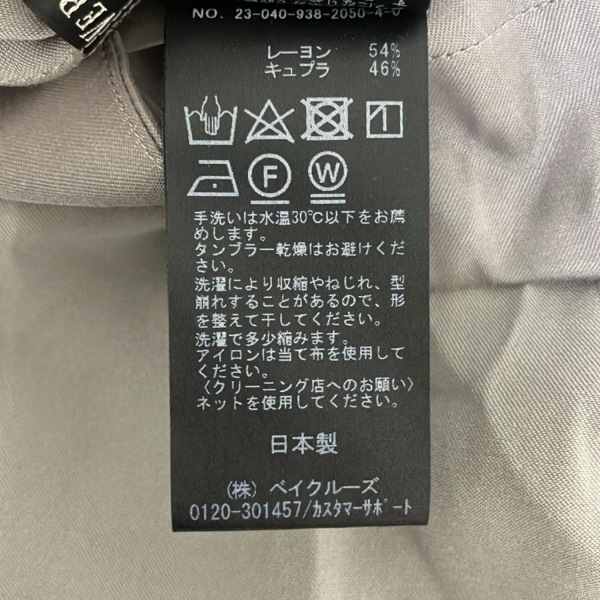 NO. 23-040-938-2050-4-0
レーヨン 54%
キュプラ 46%
F W
手洗いは水温30℃以下をお薦
めします。
タンブラー乾燥はお避けくだ
さい。
洗濯により収縮やねじれ、型
崩れすることがあるので、形
を整えて干してください。
洗濯で多少縮みます。
アイロンは当て布を使用して
ください。
〈クリーニング店へのお願い〉
ネットを使用してください。
日本製
(株) ベイクルーズ
0120-301457/カスタマーサポート